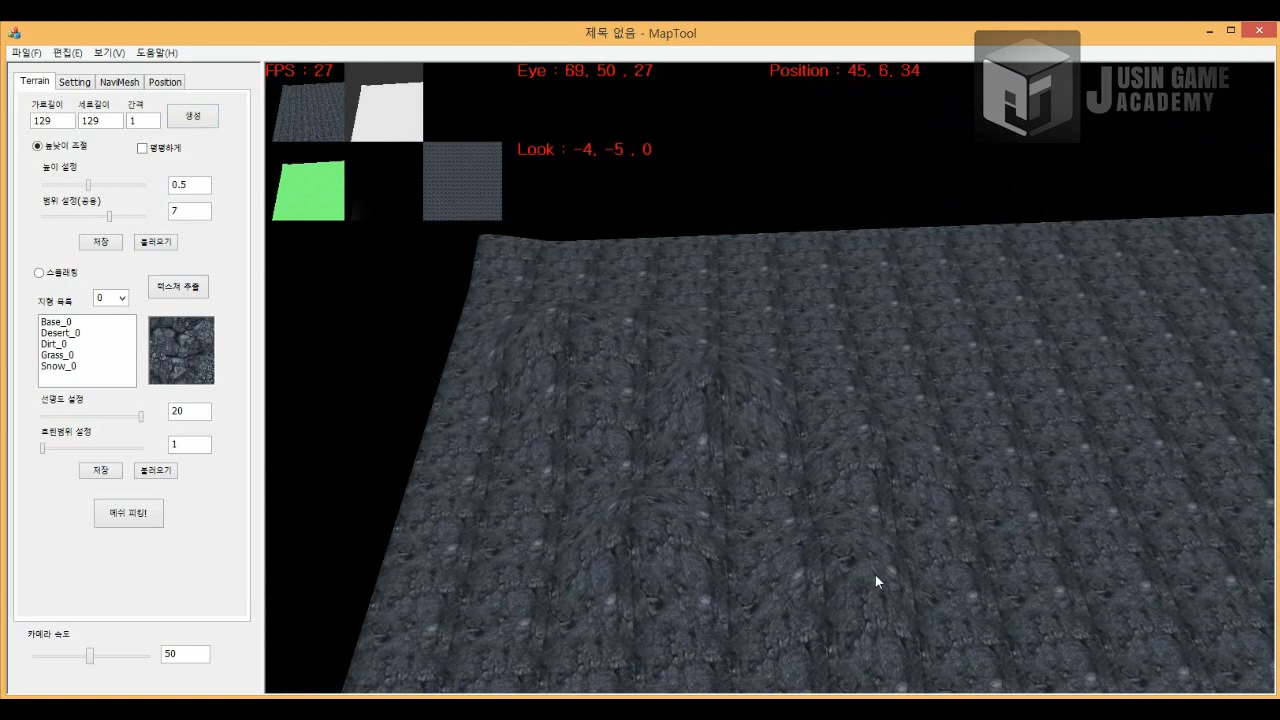 제목 없음 - MapTool
파일(F) 편집(E) 보기(V) 도움말(H)
Terrain Setting NaviMesh Position
가로길이 세로길이 간격
129 129 1 생성
높낮이 조절 평평하게
높이 설정
0.5
범위 설정(공용)
7
저장 불러오기
스플래팅
텍스쳐 추출
지형 목록 0
Base_0
Desert_0
Dirt_0
Grass_0
Snow_0
선명도 설정
20
흐린범위 설정
1
저장 불러오기
메쉬 피킹!
카메라 속도
50
FPS : 27
Eye : 69, 50 , 27
Position : 45, 6, 34
Look : -4, -5 , 0
JUSIN GAME
ACADEMY